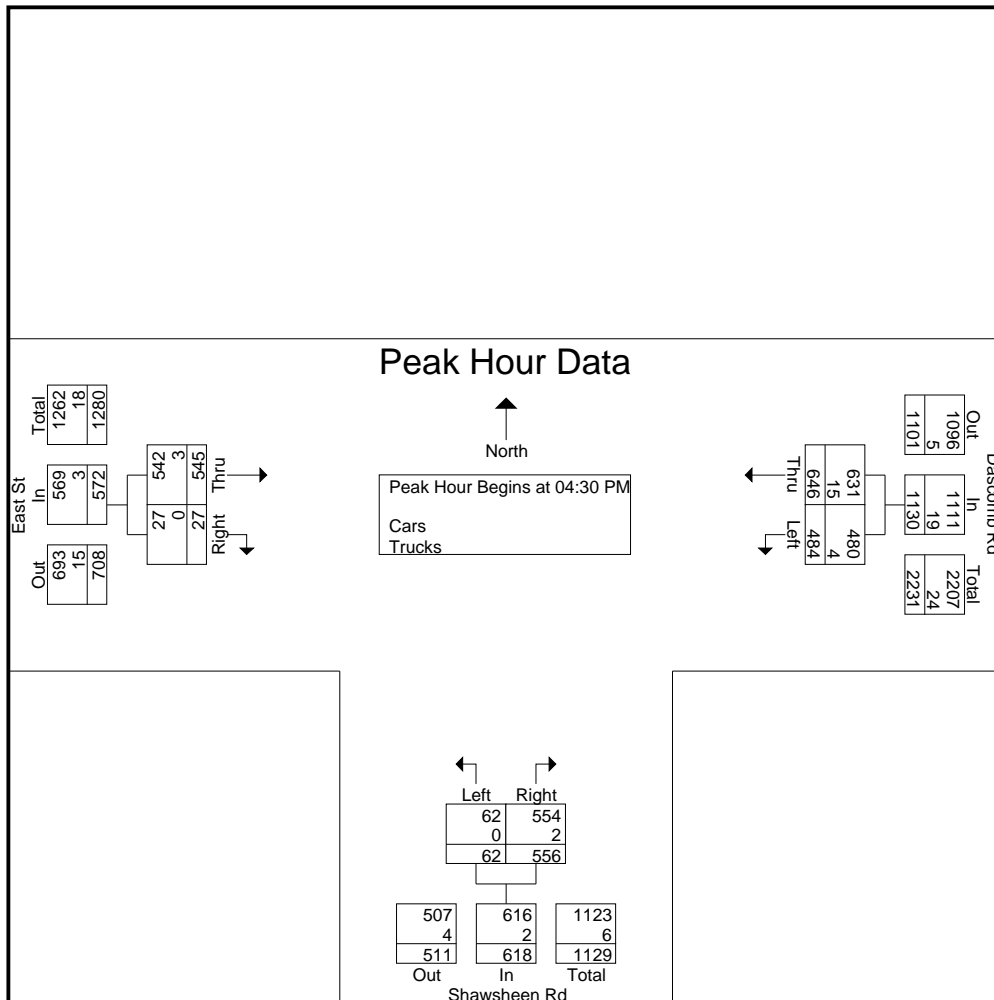 Peak Hour Data
North
Peak Hour Begins at 04:30 PM
Cars
Trucks
East St
Total
1262
18
1280
In
569
3
572
Out
693
15
708
Thru
542
3
545
Right
27
0
27
Out
1096
5
1101
In
1111
19
1130
Total
2207
24
2231
Dascomb Rd
Thru
631
15
646
Left
480
4
484
Left Right
62 554
0 2
62 556
507 616 1123
4 2 6
511 618 1129
Out In Total
Shawsheen Rd